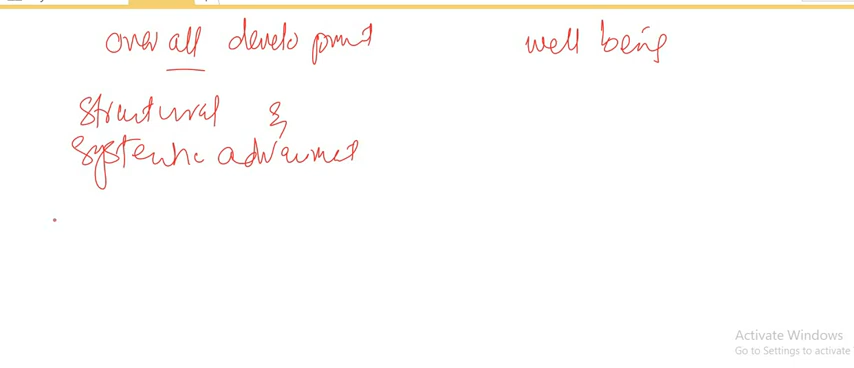 over all development well being
structural &
systemic advancement
Activate Windows
Go to Settings to activate